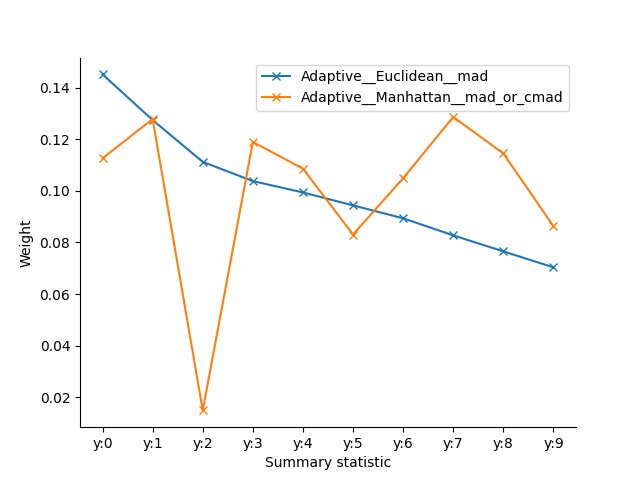 Adaptive__Euclidean__mad
Adaptive__Manhattan__mad_or_cmad
0.14
0.12
0.10
0.08
0.06
0.04
0.02
Weight
y:0 y:1 y:2 y:3 y:4 y:5 y:6 y:7 y:8 y:9
Summary statistic